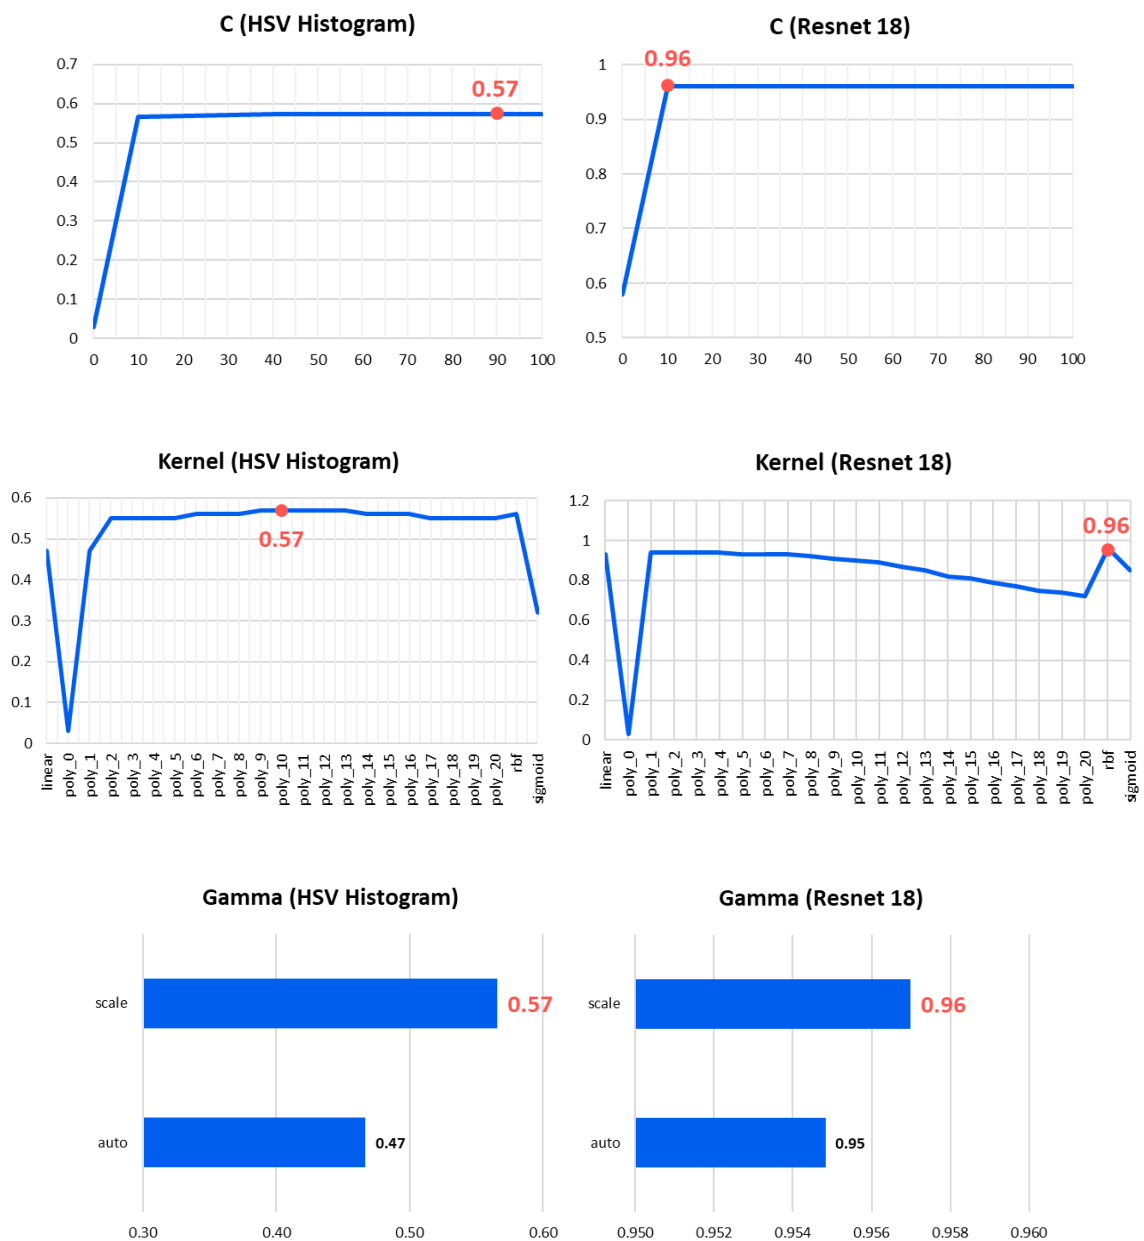 C (HSV Histogram)
0.7
0.6
0.5
0.4
0.3
0.2
0.1
0
0.57
0 10 20 30 40 50 60 70 80 90 100
C (Resnet 18)
1
0.9
0.8
0.7
0.6
0.5
0.96
0 10 20 30 40 50 60 70 80 90 100
Kernel (HSV Histogram)
0.6
0.5
0.4
0.3
0.2
0.1
0
0.57
linear poly_0 poly_1 poly_2 poly_3 poly_4 poly_5 poly_6 poly_7 poly_8 poly_9 poly_10 poly_11 poly_12 poly_13 poly_14 poly_15 poly_16 poly_17 poly_18 poly_19 poly_20 rbf sigmoid
Kernel (Resnet 18)
1.2
1
0.8
0.6
0.4
0.2
0
0.96
linear poly_0 poly_1 poly_2 poly_3 poly_4 poly_5 poly_6 poly_7 poly_8 poly_9 poly_10 poly_11 poly_12 poly_13 poly_14 poly_15 poly_16 poly_17 poly_18 poly_19 poly_20 rbf sigmoid
Gamma (HSV Histogram)
scale 0.57
auto 0.47
0.30 0.40 0.50 0.60
Gamma (Resnet 18)
scale 0.96
auto 0.95
0.950 0.952 0.954 0.956 0.958 0.960